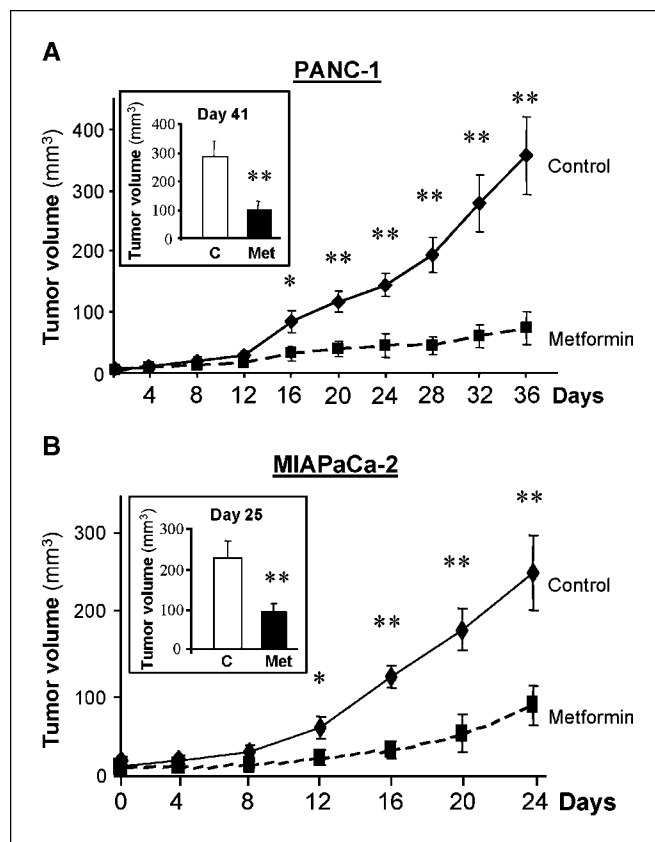 A
PANC-1
Tumor volume (mm³)
400
300
200
100
0
Day 41
Tumor volume (mm³)
400
300
200
100
0
**
C Met
* ** ** ** ** **
Control
Metformin
4 8 12 16 20 24 28 32 36 Days
B
MIAPaCa-2
Tumor volume (mm³)
300
200
100
0
Day 25
Tumor volume (mm³)
300
200
100
0
**
C Met
* ** ** **
Control
Metformin
0 4 8 12 16 20 24 Days